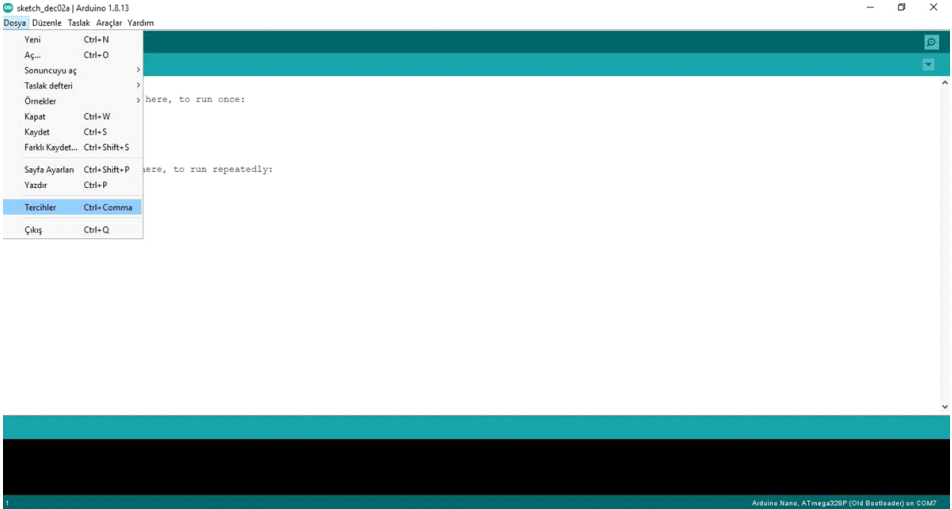 sketch_dec02a | Arduino 1.8.13
Dosya Düzenle Taslak Araçlar Yardım
Yeni Ctrl+N
Aç... Ctrl+O
Sonuncuyu aç
Taslak defteri
Örnekler
here, to run once:
Kapat Ctrl+W
Kaydet Ctrl+S
Farklı Kaydet... Ctrl+Shift+S
Sayfa Ayarları Ctrl+Shift+P
here, to run repeatedly:
Yazdır Ctrl+P
Tercihler Ctrl+Comma
Çıkış Ctrl+Q
1 Arduino Nano, ATmega328P (Old Bootloader) on COM7